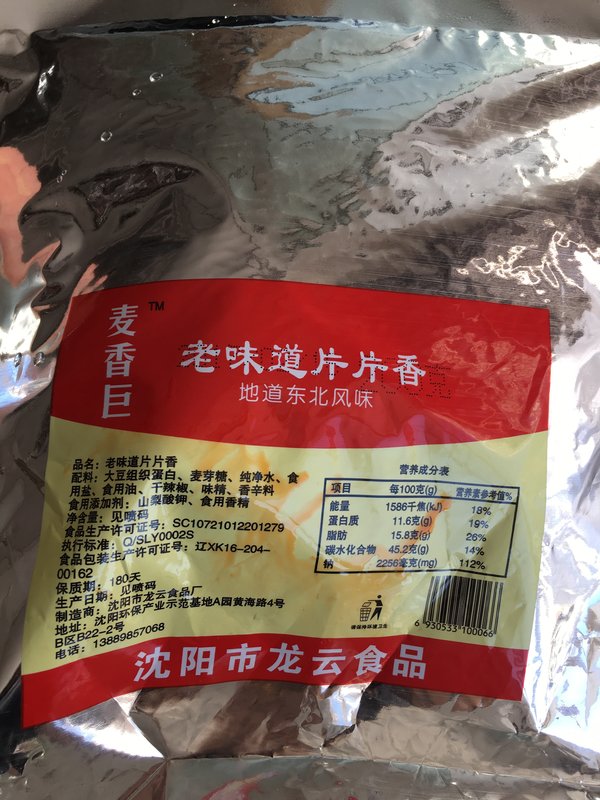 麦香巨
TM
老味道片片香
地道东北风味
品名：老味道片片香
配料：大豆组织蛋白、麦芽糖、纯净水、食
用盐、食用油、干辣椒、味精、香辛料
食用添加剂：山梨酸钾、食用香精
净含量：见喷码
食品生产许可证号：SC10721012201279
执行标准：Q/SLY0002S
食品包装生产许可证号：辽XK16-204-
00162
保质期：180天
生产日期：见喷码
制造商：沈阳市龙云食品厂
地址：沈阳环保产业示范基地A园黄海路4号
B区B22-2号
电话：13889857068
营养成分表
项目 每100克(g) 营养素参考值%
能量 1586千焦(kJ) 18%
蛋白质 11.6克(g) 19%
脂肪 15.8克(g) 26%
碳水化合物 45.2克(g) 14%
钠 2256毫克(mg) 112%
请保持环境卫生
6 930533 100066
沈阳市龙云食品